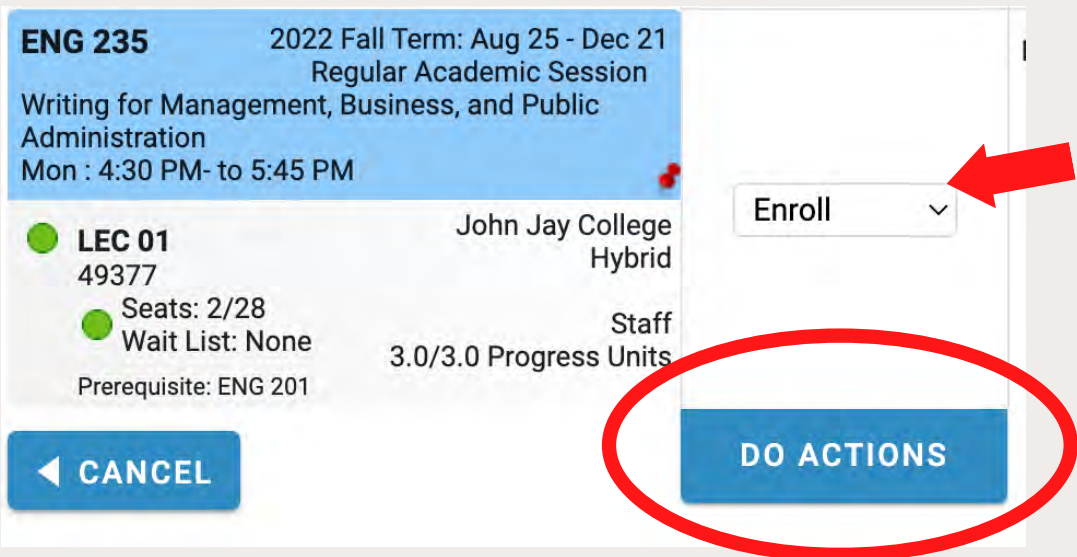 ENG 235 2022 Fall Term: Aug 25 - Dec 21
Regular Academic Session
Writing for Management, Business, and Public
Administration
Mon : 4:30 PM- to 5:45 PM
Enroll
LEC 01 John Jay College
49377 Hybrid
Seats: 2/28
Wait List: None Staff
3.0/3.0 Progress Units
Prerequisite: ENG 201
CANCEL
DO ACTIONS